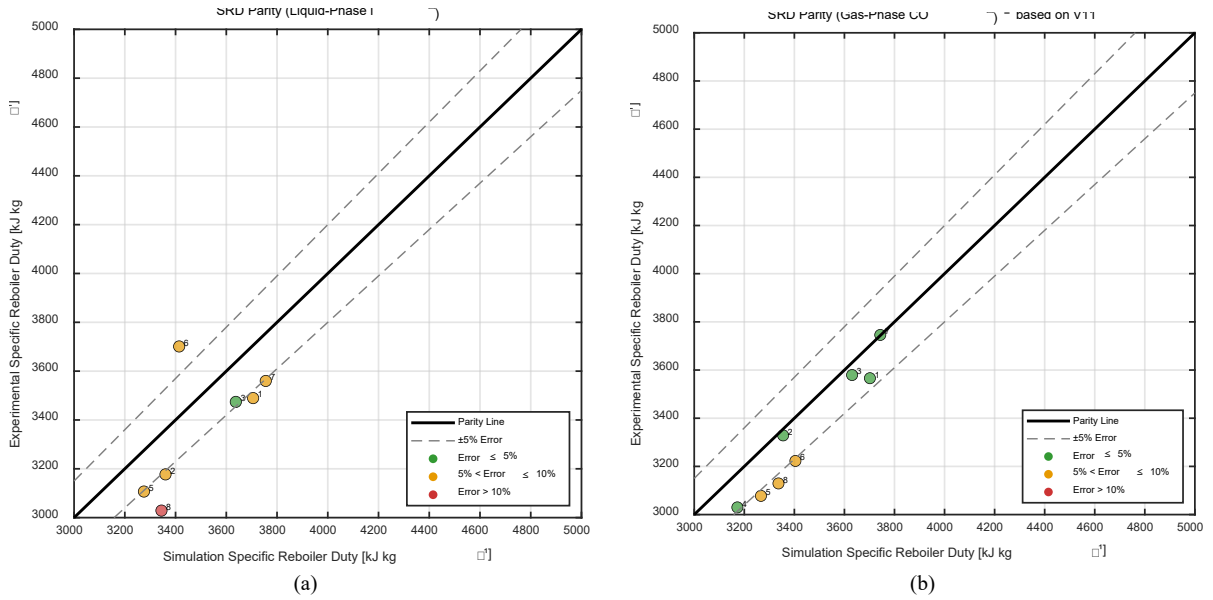 SRD Parity (Liquid-Phase
5000
4800
4600
4400
4200
4000
3800
3600
3400
3200
3000
3000 3200 3400 3600 3800 4000 4200 4400 4600 4800 5000
Experimental Specific Reboiler Duty [kJ kg
Simulation Specific Reboiler Duty [kJ kg ¹]
6
7
3 1
2
5
8
Parity Line
±5% Error
Error ≤ 5%
5% < Error ≤ 10%
Error > 10%
(a)
SRD Parity (Gas-Phase CO ) – based on V11
5000
4800
4600
4400
4200
4000
3800
3600
3400
3200
3000
3000 3200 3400 3600 3800 4000 4200 4400 4600 4800 5000
Experimental Specific Reboiler Duty [kJ kg
Simulation Specific Reboiler Duty [kJ kg ¹]
3 1
2
6
8
5
4
Parity Line
±5% Error
Error ≤ 5%
5% < Error ≤ 10%
Error > 10%
(b)